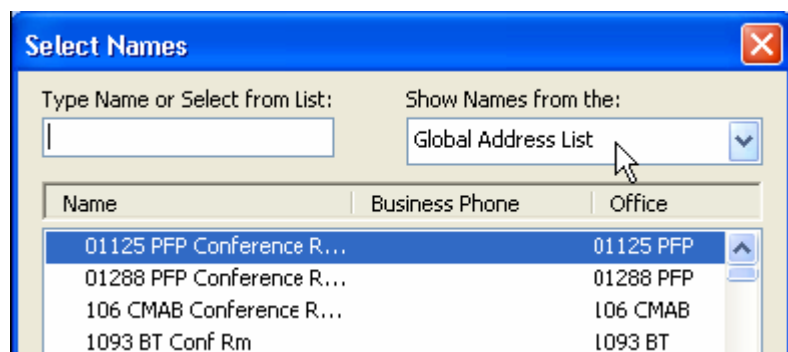 Select Names
Type Name or Select from List: Show Names from the:
Global Address List
Name Business Phone Office
01125 PFP Conference R... 01125 PFP
01288 PFP Conference R... 01288 PFP
106 CMAB Conference R... 106 CMAB
1093 BT Conf Rm 1093 BT